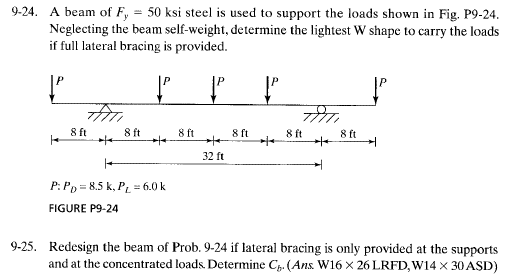 9-24. A beam of Fy = 50 ksi steel is used to support the loads shown in Fig. P9-24.
Neglecting the beam self-weight, determine the lightest W shape to carry the loads
if full lateral bracing is provided.
P P P P P
8 ft 8 ft 8 ft 8 ft 8 ft 8 ft
32 ft
P: PD = 8.5 k, PL = 6.0 k
FIGURE P9-24
9-25. Redesign the beam of Prob. 9-24 if lateral bracing is only provided at the supports
and at the concentrated loads. Determine Cb. (Ans. W16 × 26 LRFD, W14 × 30 ASD)